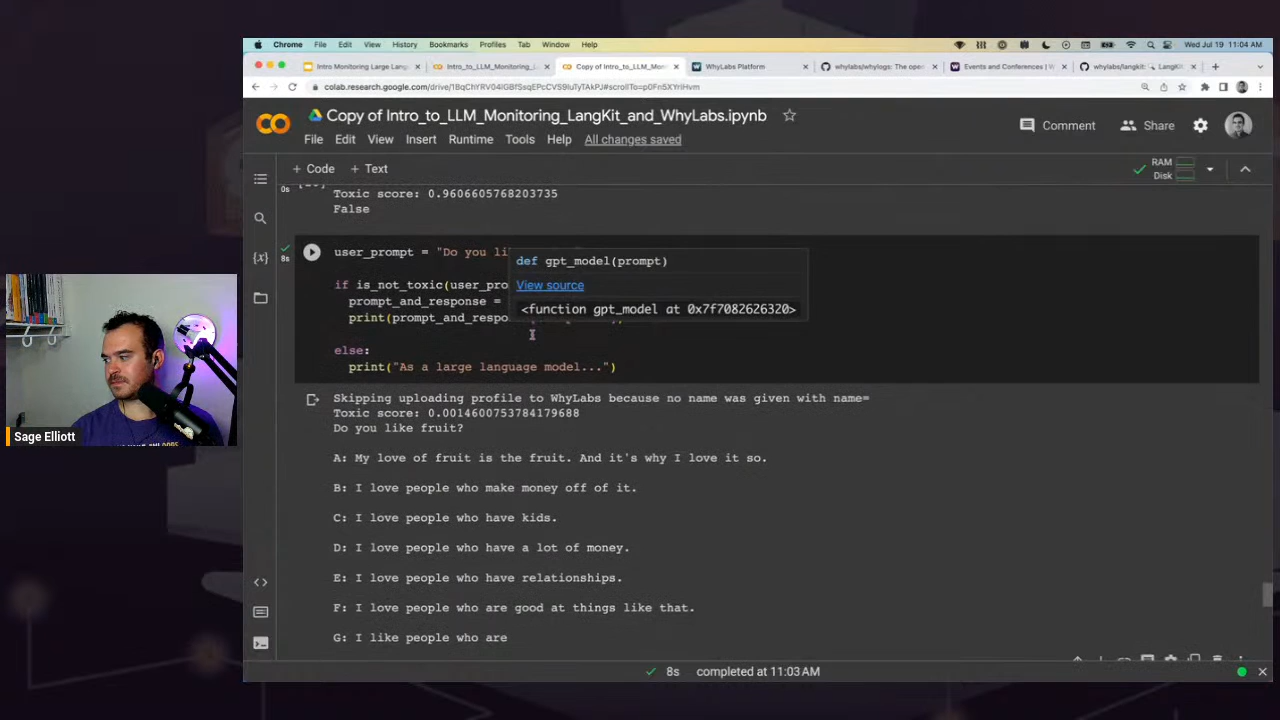 Chrome File Edit View History Bookmarks Profiles Tab Window Help Wed Jul 19 11:04 AM
Intro Monitoring Large Lang Intro_to_LLM_Monitoring_ Copy of Intro_to_LLM_Moni WhyLabs Platform whylabs/whylogs: The open Events and Conferences | W whylabs/langkit: LangKit
colab.research.google.com/drive/
Copy of Intro_to_LLM_Monitoring_LangKit_and_WhyLabs.ipynb
File Edit View Insert Runtime Tools Help All changes saved
Comment Share
+ Code + Text
RAM
Disk
0s
Toxic score: 0.9606605768203735
False
user_prompt = "Do you li
8s
def gpt_model(prompt)
if is_not_toxic(user_pro
View source
prompt_and_response =
<function gpt_model at 0x7f7082626320>
print(prompt_and_respo
else:
print("As a large language model...")
Skipping uploading profile to WhyLabs because no name was given with name=
Toxic score: 0.0014600753784179688
Do you like fruit?
A: My love of fruit is the fruit. And it's why I love it so.
B: I love people who make money off of it.
C: I love people who have kids.
D: I love people who have a lot of money.
E: I love people who have relationships.
F: I love people who are good at things like that.
G: I like people who are
8s completed at 11:03 AM
Sage Elliott